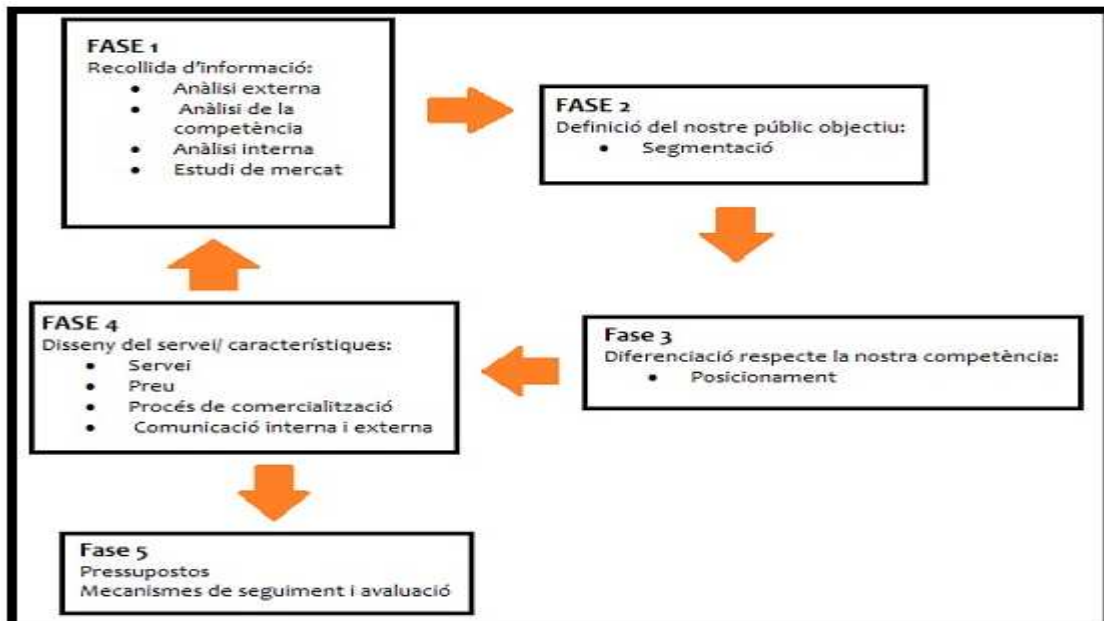 FASE 1
Recollida d'informació:
• Anàlisi externa
• Anàlisi de la
competència
• Anàlisi interna
• Estudi de mercat
FASE 2
Definició del nostre públic objectiu:
• Segmentació
Fase 3
Diferenciació respecte la nostra competència:
• Posicionament
FASE 4
Disseny del servei/ característiques:
• Servei
• Preu
• Procés de comercialització
• Comunicació interna i externa
Fase 5
Pressupostos
Mecanismes de seguiment i avaluació